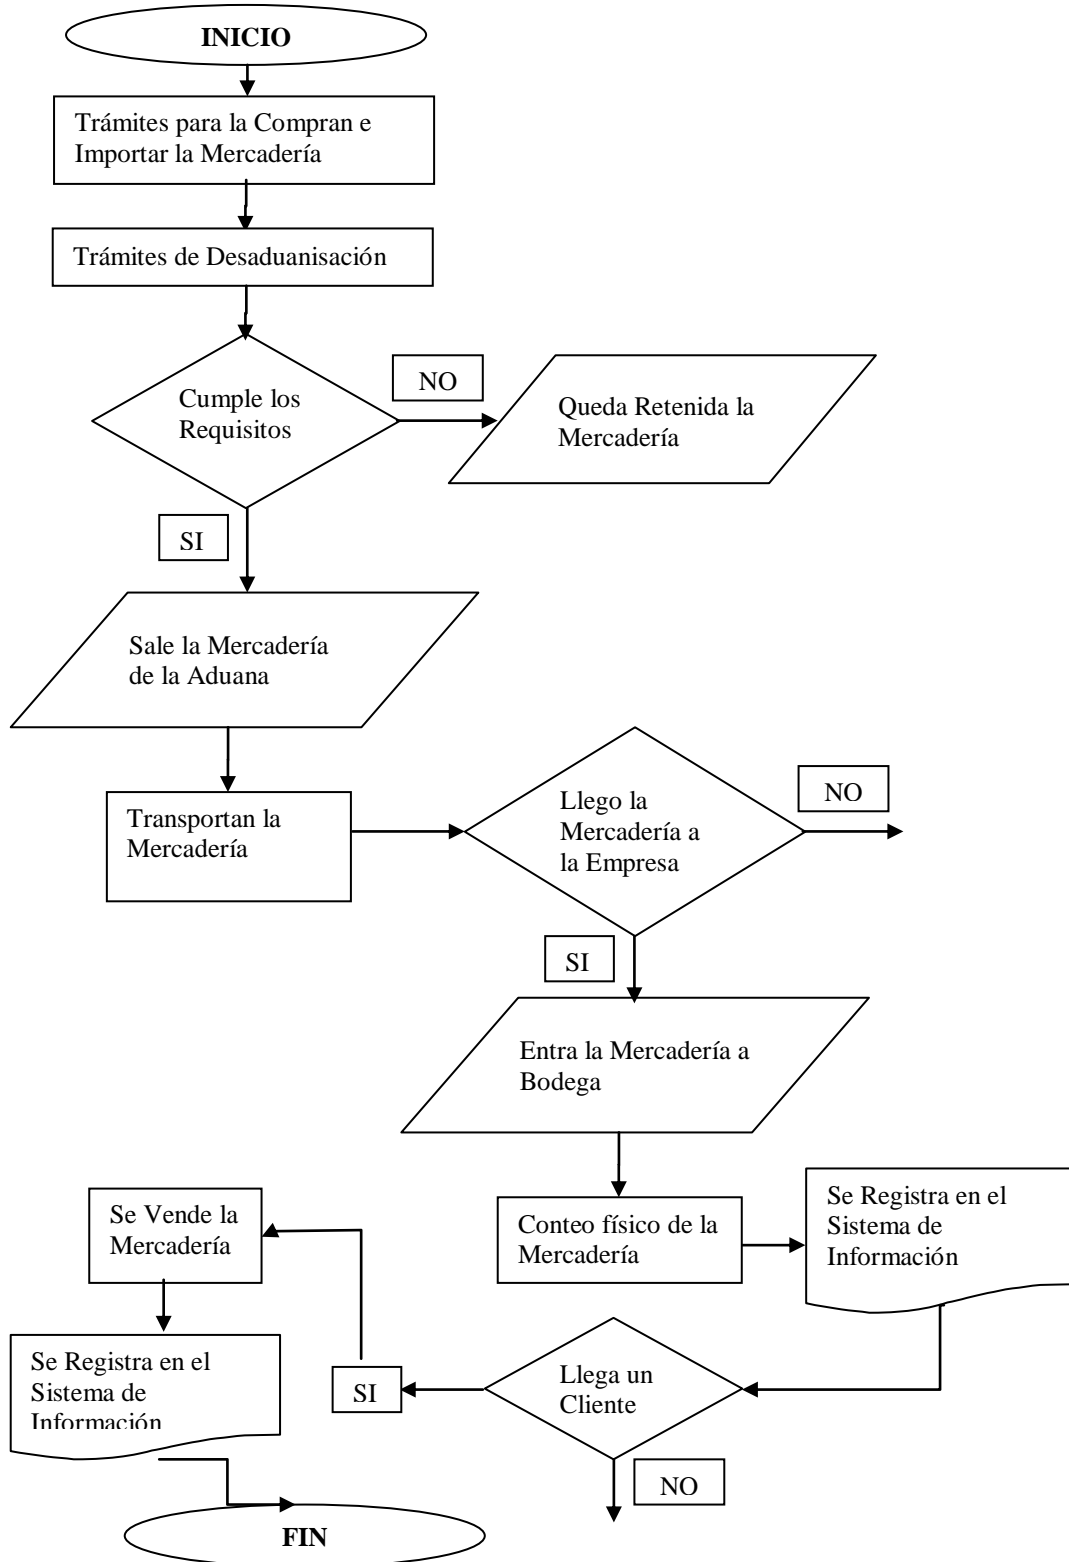 INICIO
Trámites para la Compran e
Importar la Mercadería
Trámites de Desaduanisación
Cumple los
Requisitos
NO
Queda Retenida la
Mercadería
SI
Sale la Mercadería
de la Aduana
Transportan la
Mercadería
Llego la
Mercadería a
la Empresa
NO
SI
Entra la Mercadería a
Bodega
Conteo físico de la
Mercadería
Se Registra en el
Sistema de
Información
Llega un
Cliente
SI
NO
Se Vende la
Mercadería
Se Registra en el
Sistema de
Información
FIN